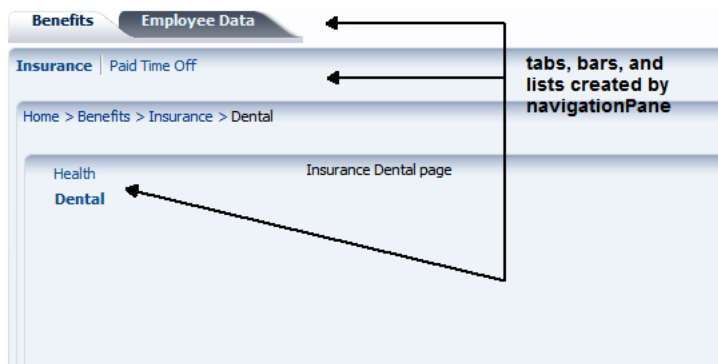 Benefits Employee Data
Insurance Paid Time Off
tabs, bars, and
lists created by
navigationPane
Home > Benefits > Insurance > Dental
Health
Insurance Dental page
Dental